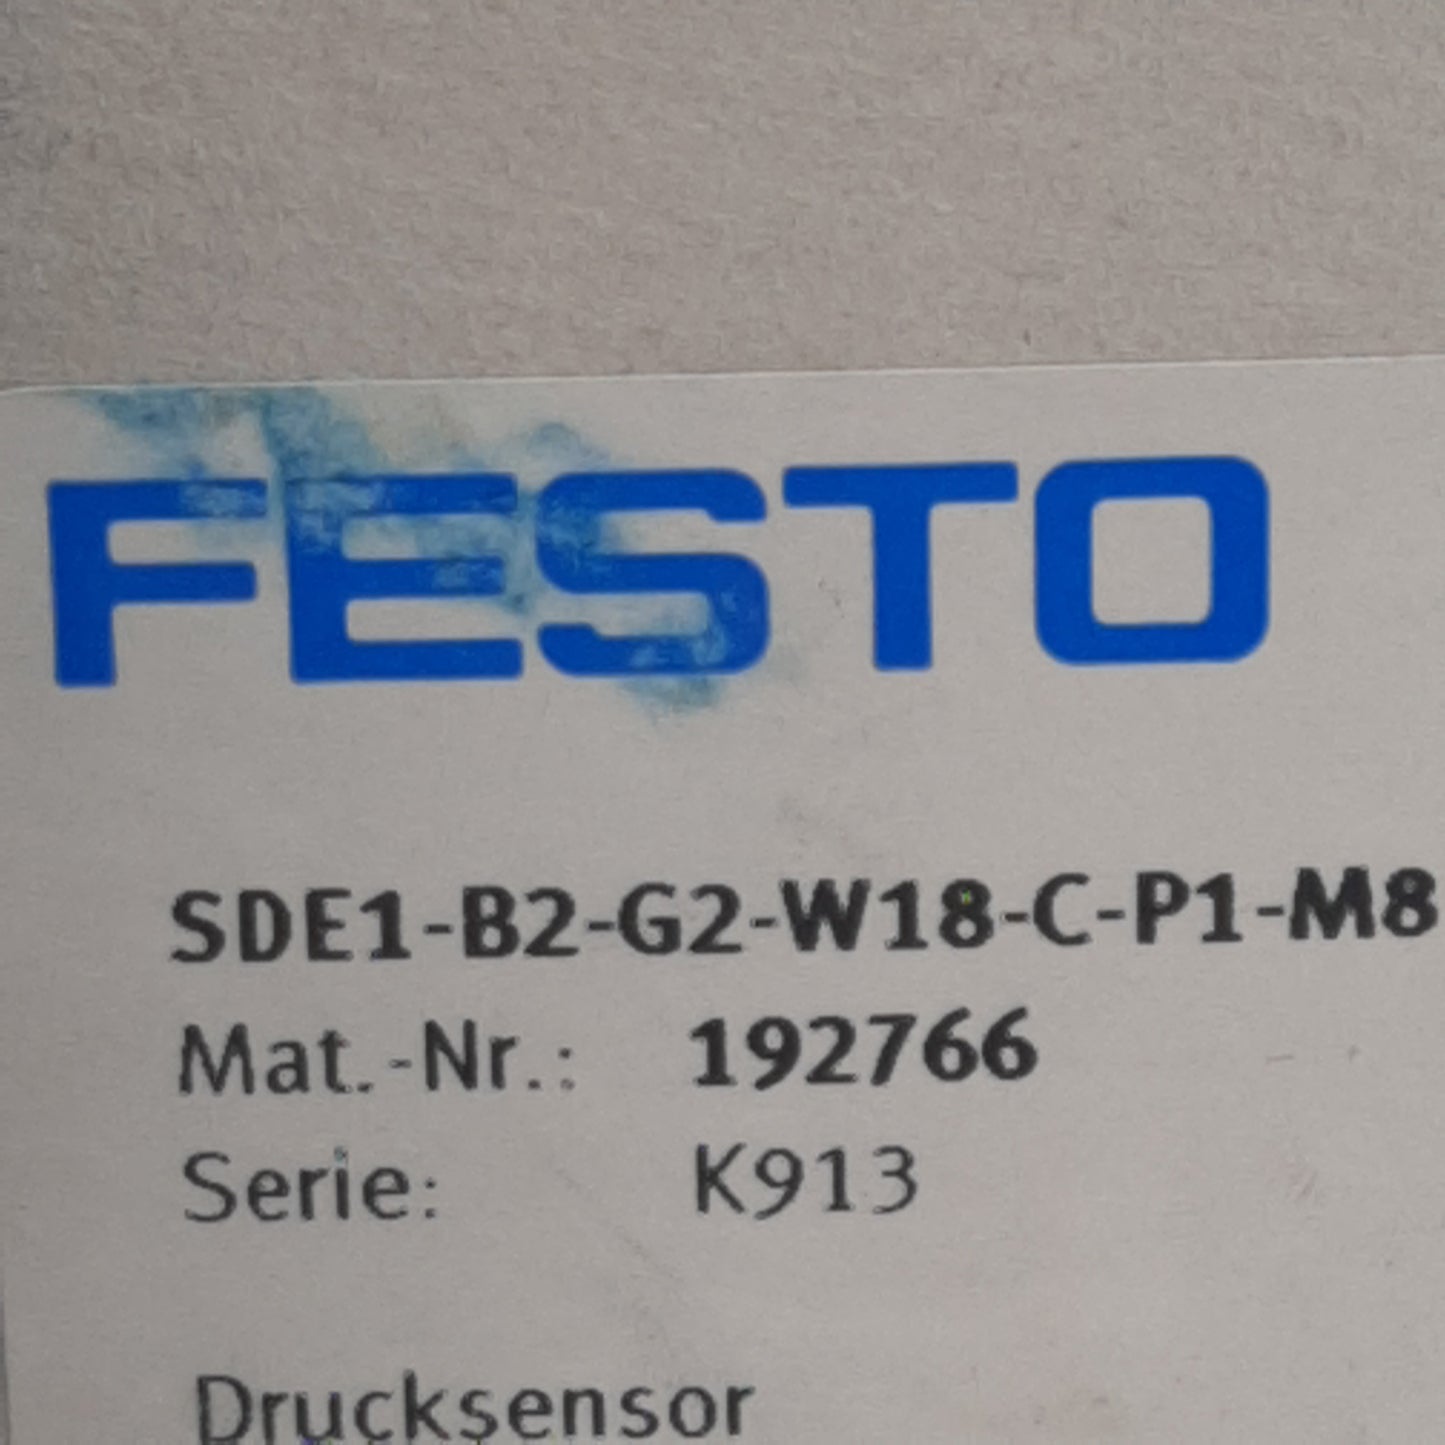 FESTO
SDE1-B2-G2-W18-C-P1-M8
Mat.-Nr.: 192766
Serie: K913
Drucksensor